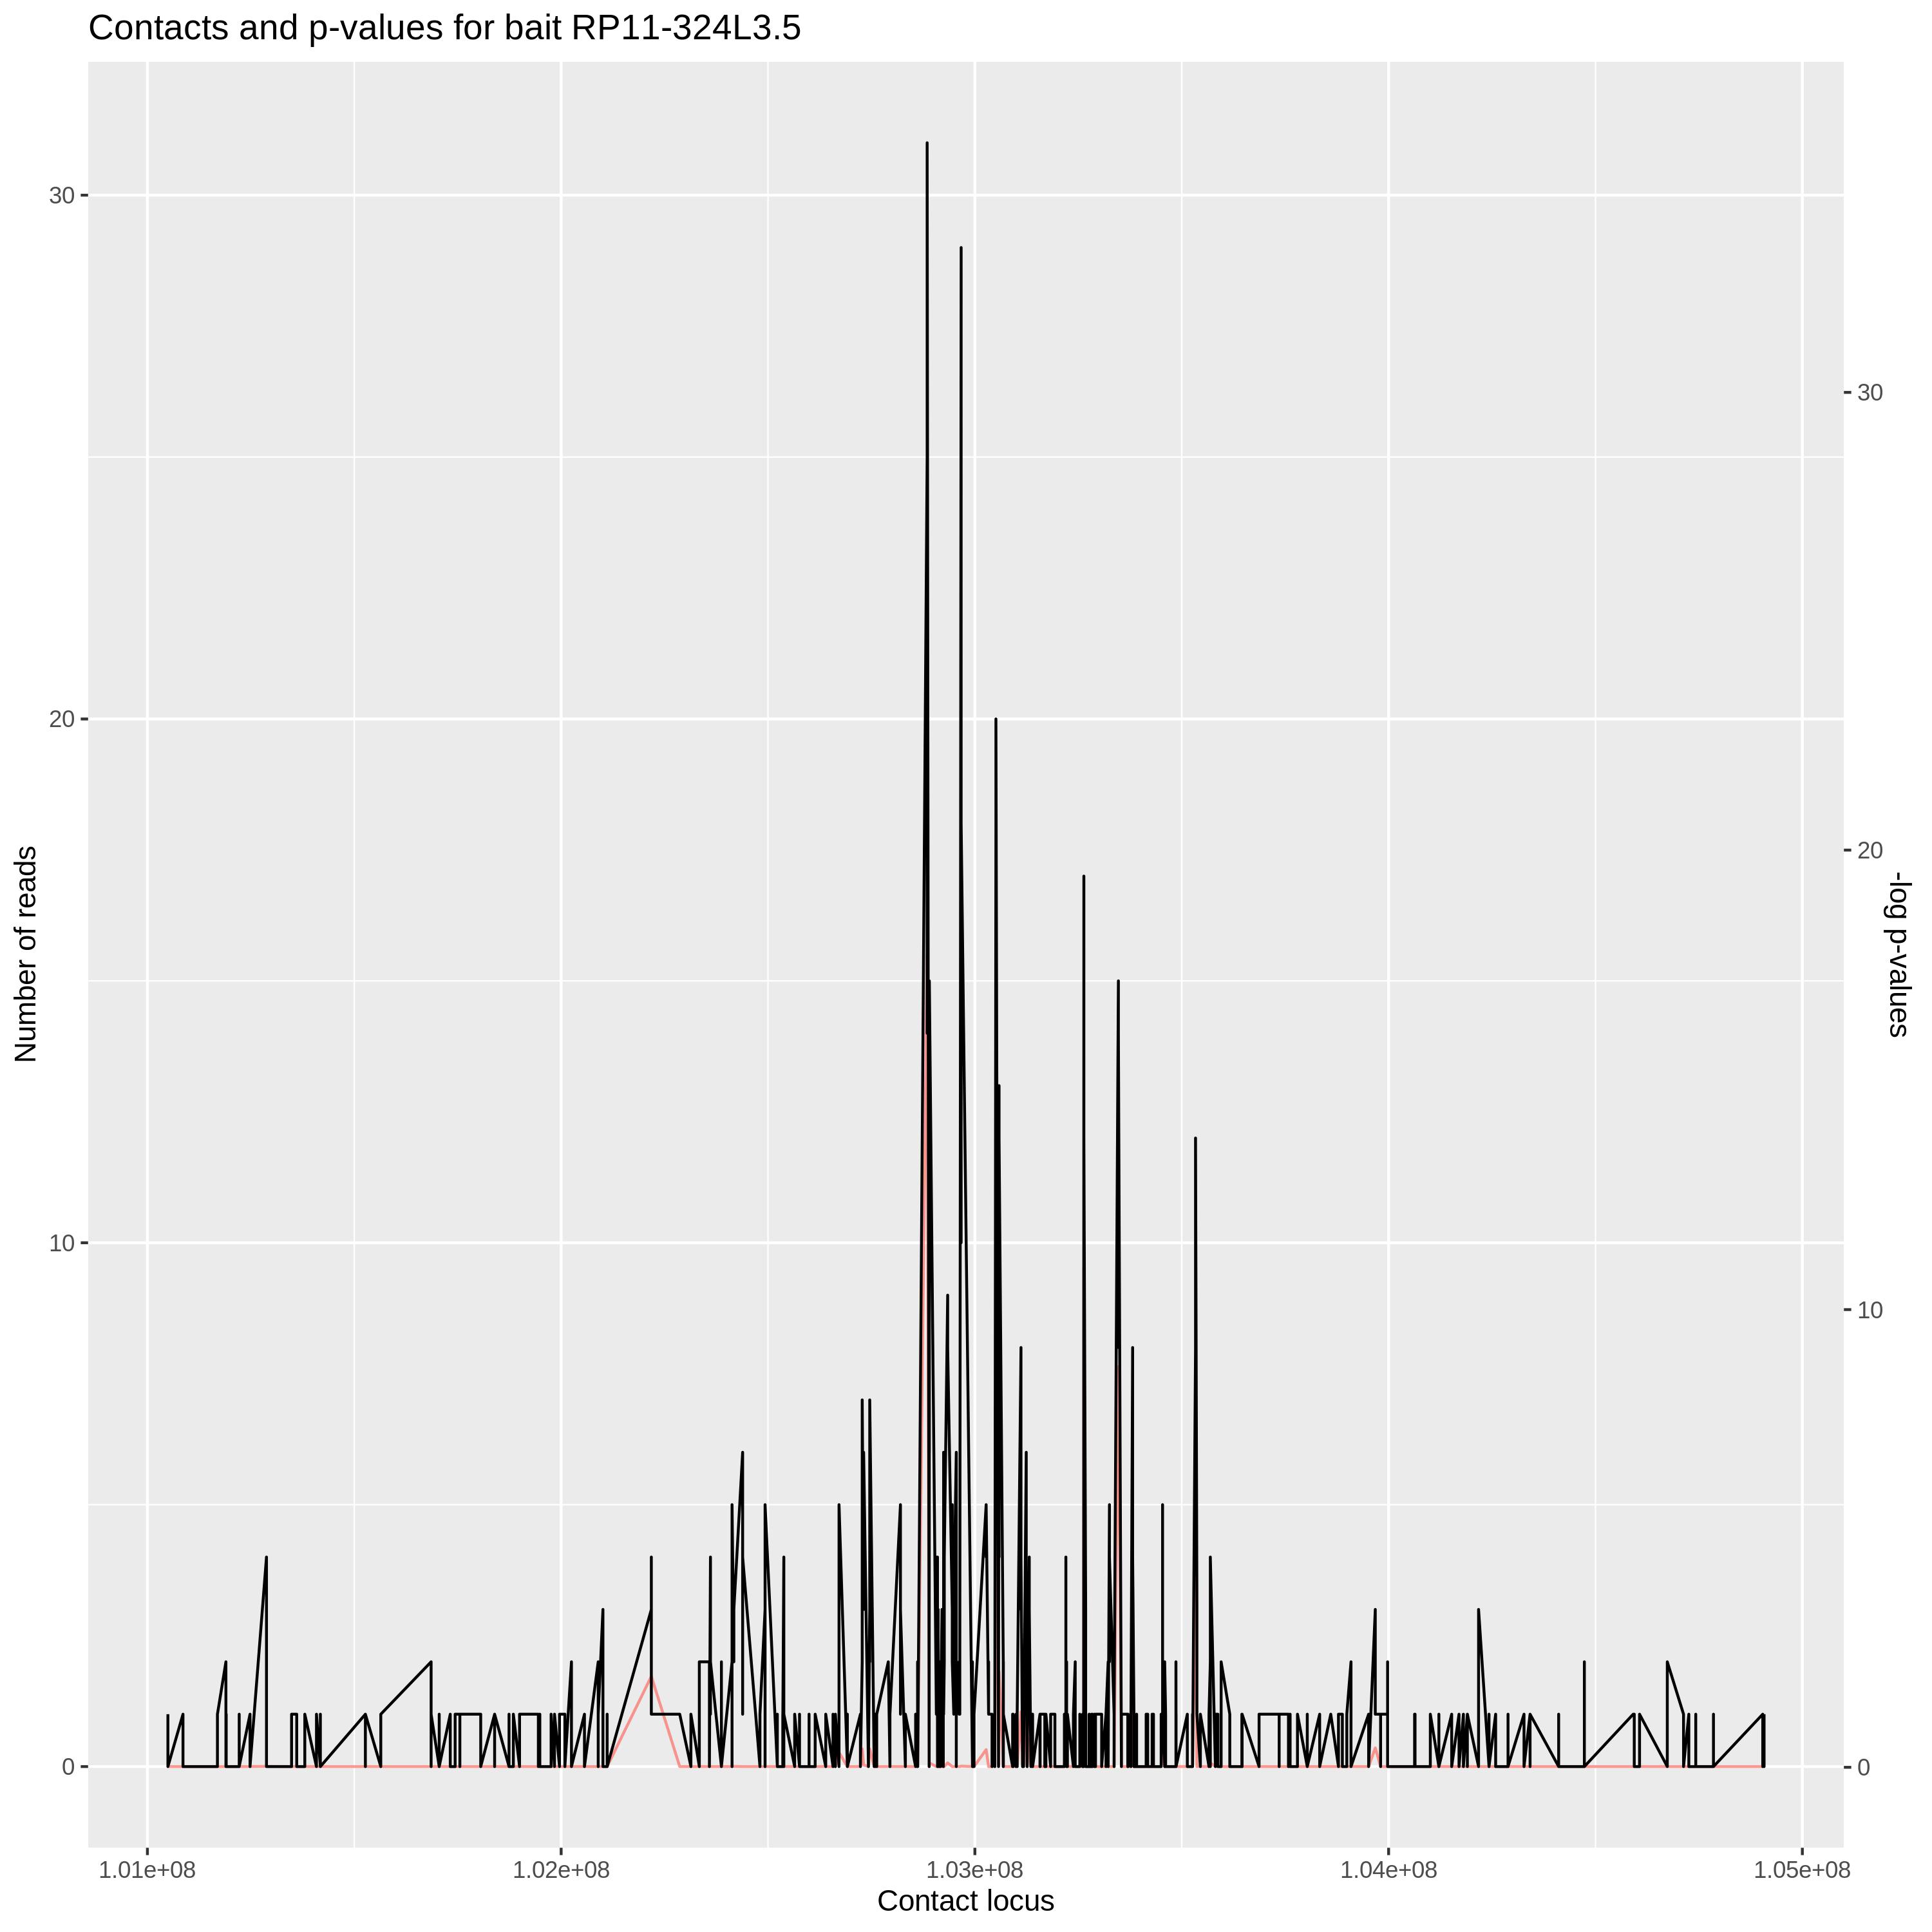 Contacts and p-values for bait RP11-324L3.5
30
20
10
0
Number of reads
30
20
10
0
-log p-values
1.01e+08
1.02e+08
1.03e+08
1.04e+08
1.05e+08
Contact locus